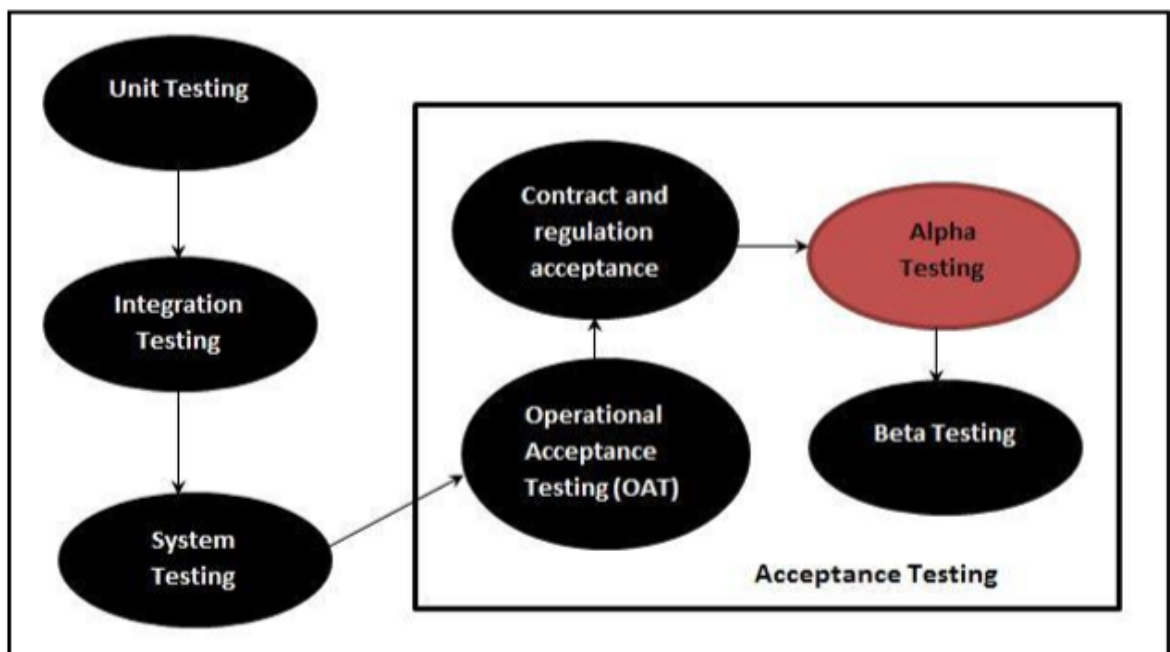 Unit Testing
Integration
Testing
System
Testing
Operational
Acceptance
Testing (OAT)
Contract and
regulation
acceptance
Alpha
Testing
Beta Testing
Acceptance Testing